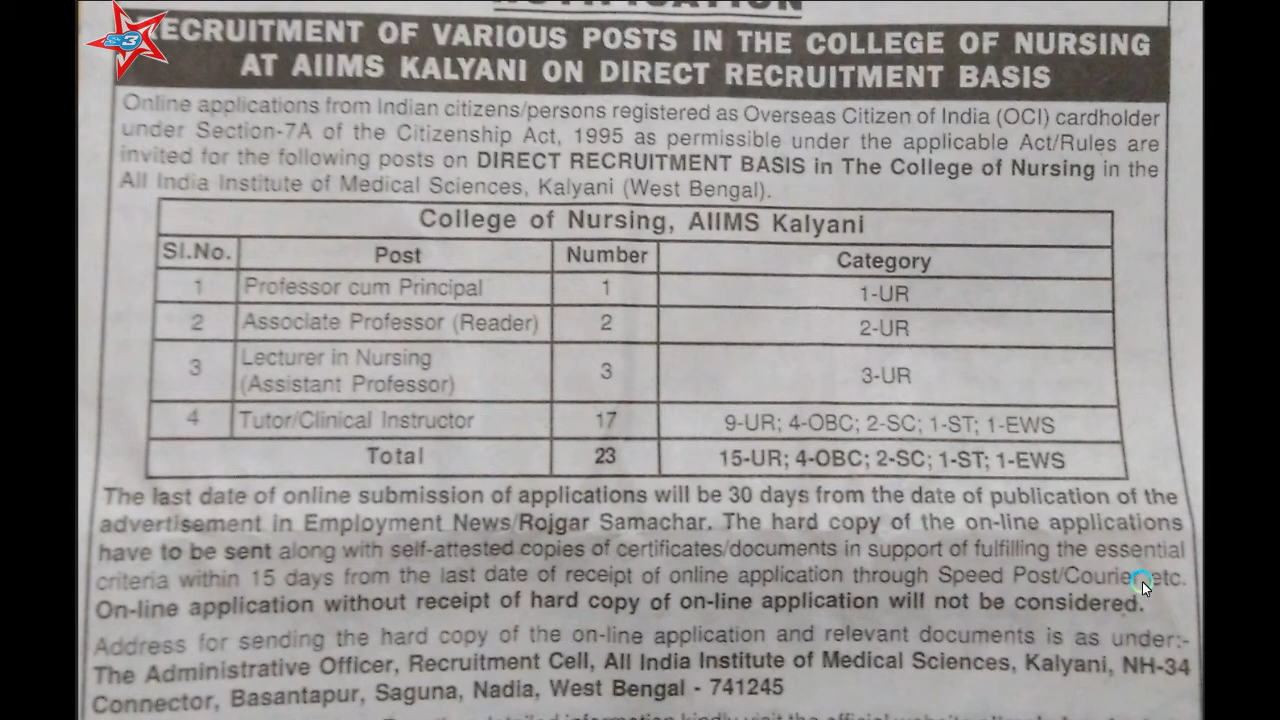 NOTIFICATION
S3
RECRUITMENT OF VARIOUS POSTS IN THE COLLEGE OF NURSING
AT AIIMS KALYANI ON DIRECT RECRUITMENT BASIS
Online applications from Indian citizens/persons registered as Overseas Citizen of India (OCI) cardholder
under Section-7A of the Citizenship Act, 1995 as permissible under the applicable Act/Rules are
invited for the following posts on DIRECT RECRUITMENT BASIS in The College of Nursing in the
All India Institute of Medical Sciences, Kalyani (West Bengal).
College of Nursing, AIIMS Kalyani
Sl.No. Post Number Category
1 Professor cum Principal 1 1-UR
2 Associate Professor (Reader) 2 2-UR
3 Lecturer in Nursing (Assistant Professor) 3 3-UR
4 Tutor/Clinical Instructor 17 9-UR; 4-OBC; 2-SC; 1-ST; 1-EWS
Total 23 15-UR; 4-OBC; 2-SC; 1-ST; 1-EWS
The last date of online submission of applications will be 30 days from the date of publication of the
advertisement in Employment News/Rojgar Samachar. The hard copy of the on-line applications
have to be sent along with self-attested copies of certificates/documents in support of fulfilling the essential
criteria within 15 days from the last date of receipt of online application through Speed Post/Courier etc.
On-line application without receipt of hard copy of on-line application will not be considered.
Address for sending the hard copy of the on-line application and relevant documents is as under:-
The Administrative Officer, Recruitment Cell, All India Institute of Medical Sciences, Kalyani, NH-34
Connector, Basantapur, Saguna, Nadia, West Bengal - 741245